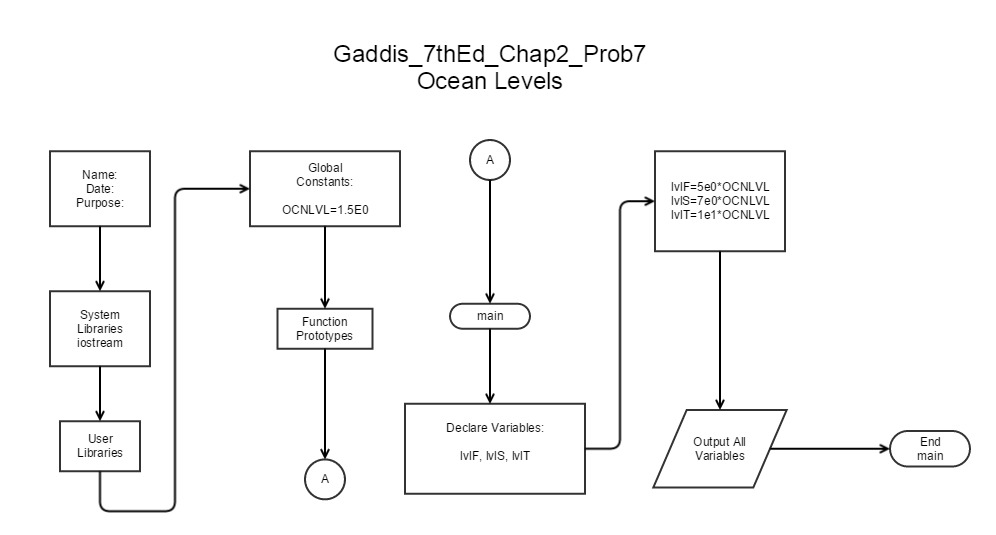 Gaddis_7thEd_Chap2_Prob7
Ocean Levels
Name:
Date:
Purpose:
System
Libraries
iostream
User
Libraries
Global
Constants:
OCNLVL=1.5E0
Function
Prototypes
A
A
main
Declare Variables:
lvlF, lvlS, lvlT
lvlF=5e0*OCNLVL
lvlS=7e0*OCNLVL
lvlT=1e1*OCNLVL
Output All
Variables
End
main